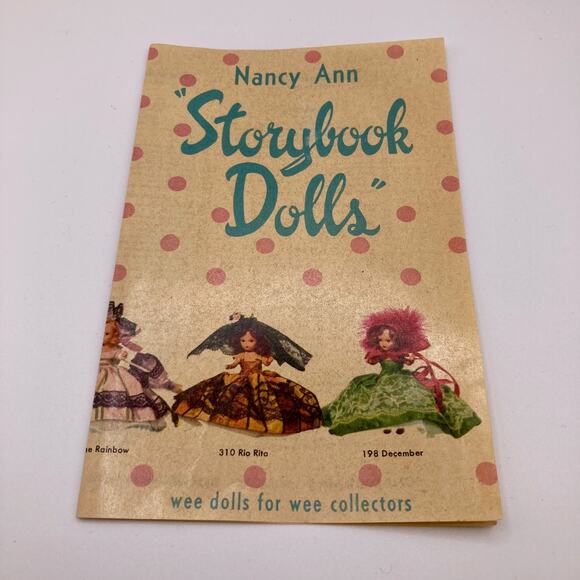 Nancy Ann
"Storybook
Dolls"
e Rainbow
310 Rio Rita
198 December
wee dolls for wee collectors